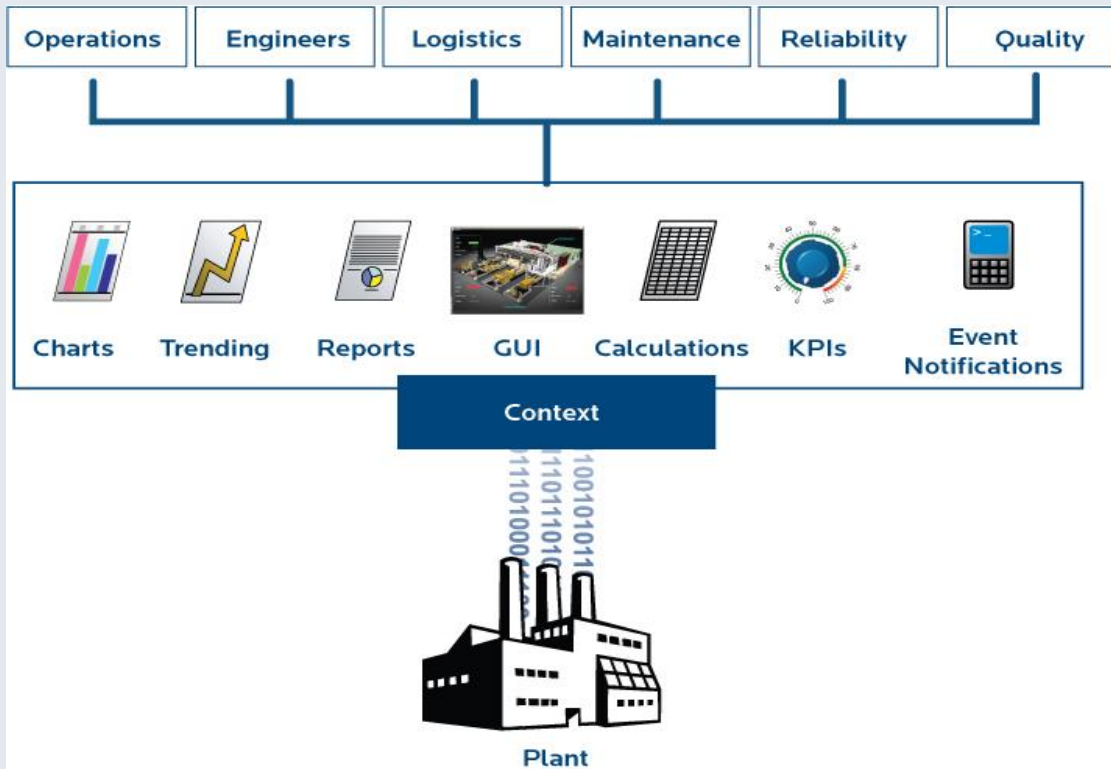 Operations
Engineers
Logistics
Maintenance
Reliability
Quality
Charts
Trending
Reports
GUI
Calculations
KPIs
Event
Notifications
Context
Plant